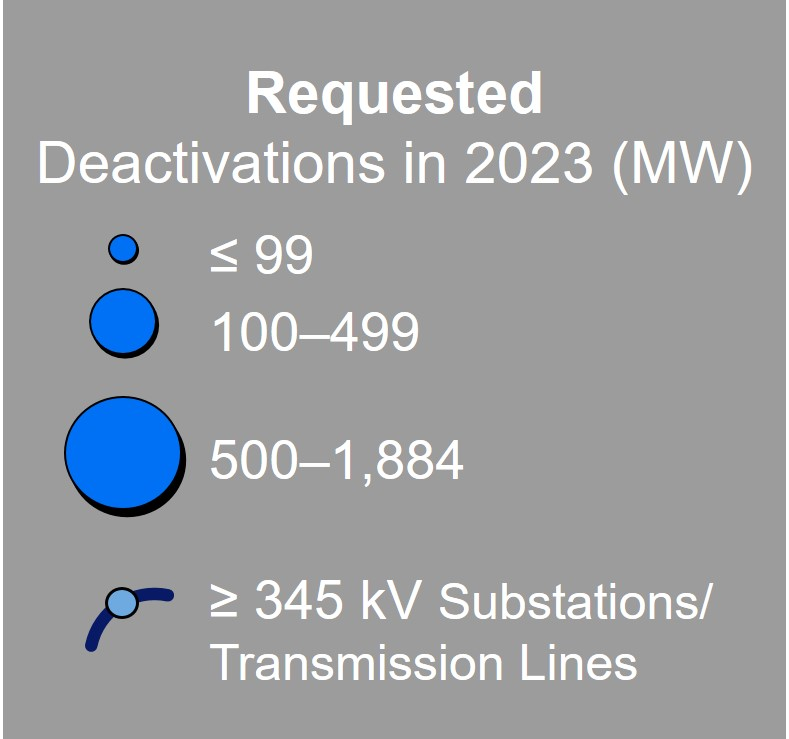 Requested
Deactivations in 2023 (MW)
≤ 99
100–499
500–1,884
≥ 345 kV Substations/
Transmission Lines